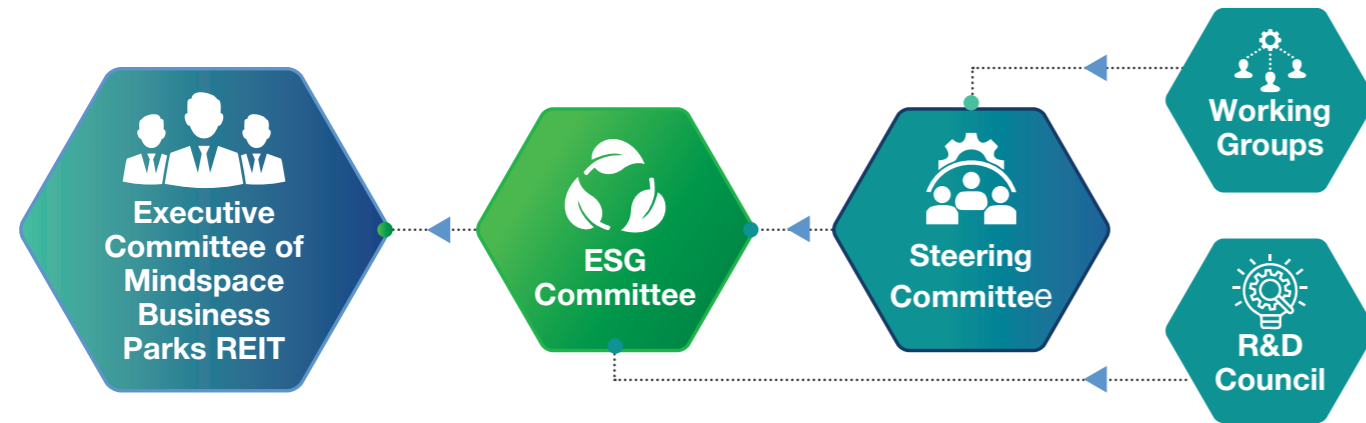 Executive
Committee of
Mindspace
Business
Parks REIT
ESG
Committee
Steering
Committee
Working
Groups
R&D
Council